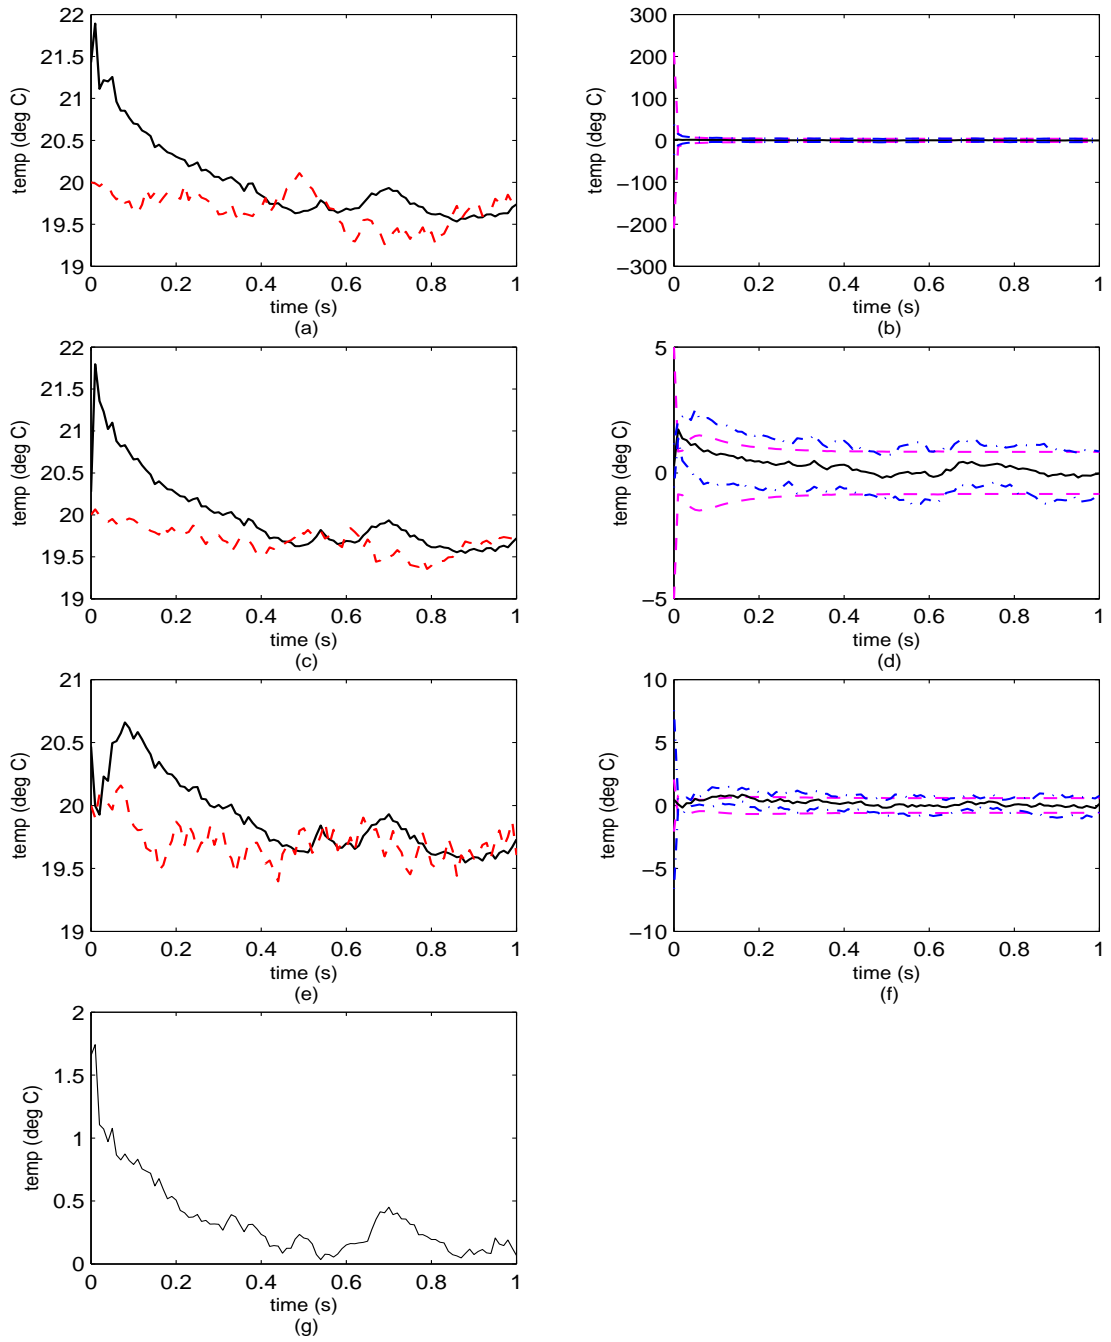 22
21.5
21
20.5
20
19.5
19
temp (deg C)
0 0.2 0.4 0.6 0.8 1
time (s)
(a)
300
200
100
0
−100
−200
−300
temp (deg C)
0 0.2 0.4 0.6 0.8 1
time (s)
(b)
22
21.5
21
20.5
20
19.5
19
temp (deg C)
0 0.2 0.4 0.6 0.8 1
time (s)
(c)
5
0
−5
temp (deg C)
0 0.2 0.4 0.6 0.8 1
time (s)
(d)
21
20.5
20
19.5
19
temp (deg C)
0 0.2 0.4 0.6 0.8 1
time (s)
(e)
10
5
0
−5
−10
temp (deg C)
0 0.2 0.4 0.6 0.8 1
time (s)
(f)
2
1.5
1
0.5
0
temp (deg C)
0 0.2 0.4 0.6 0.8 1
time (s)
(g)